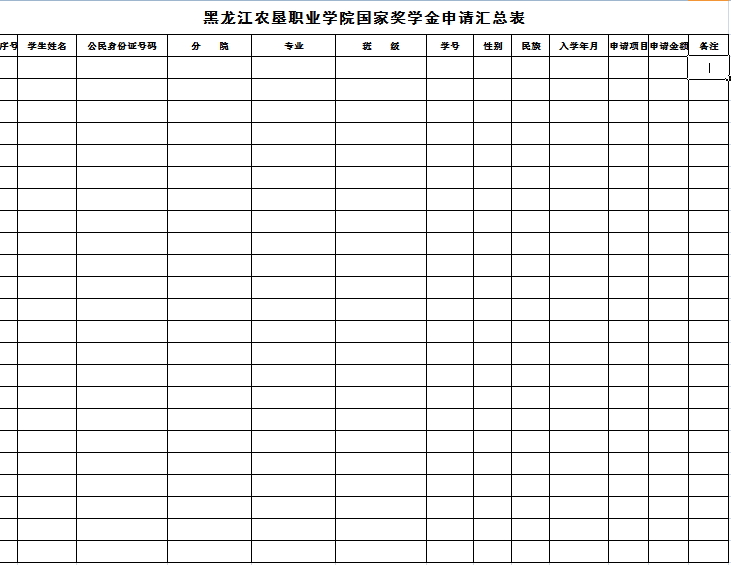 黑龙江农垦职业学院国家奖学金申请汇总表
序号 学生姓名 公民身份证号码 分 院 专业 班 级 学号 性别 民族 入学年月 申请项目 申请金额 备注